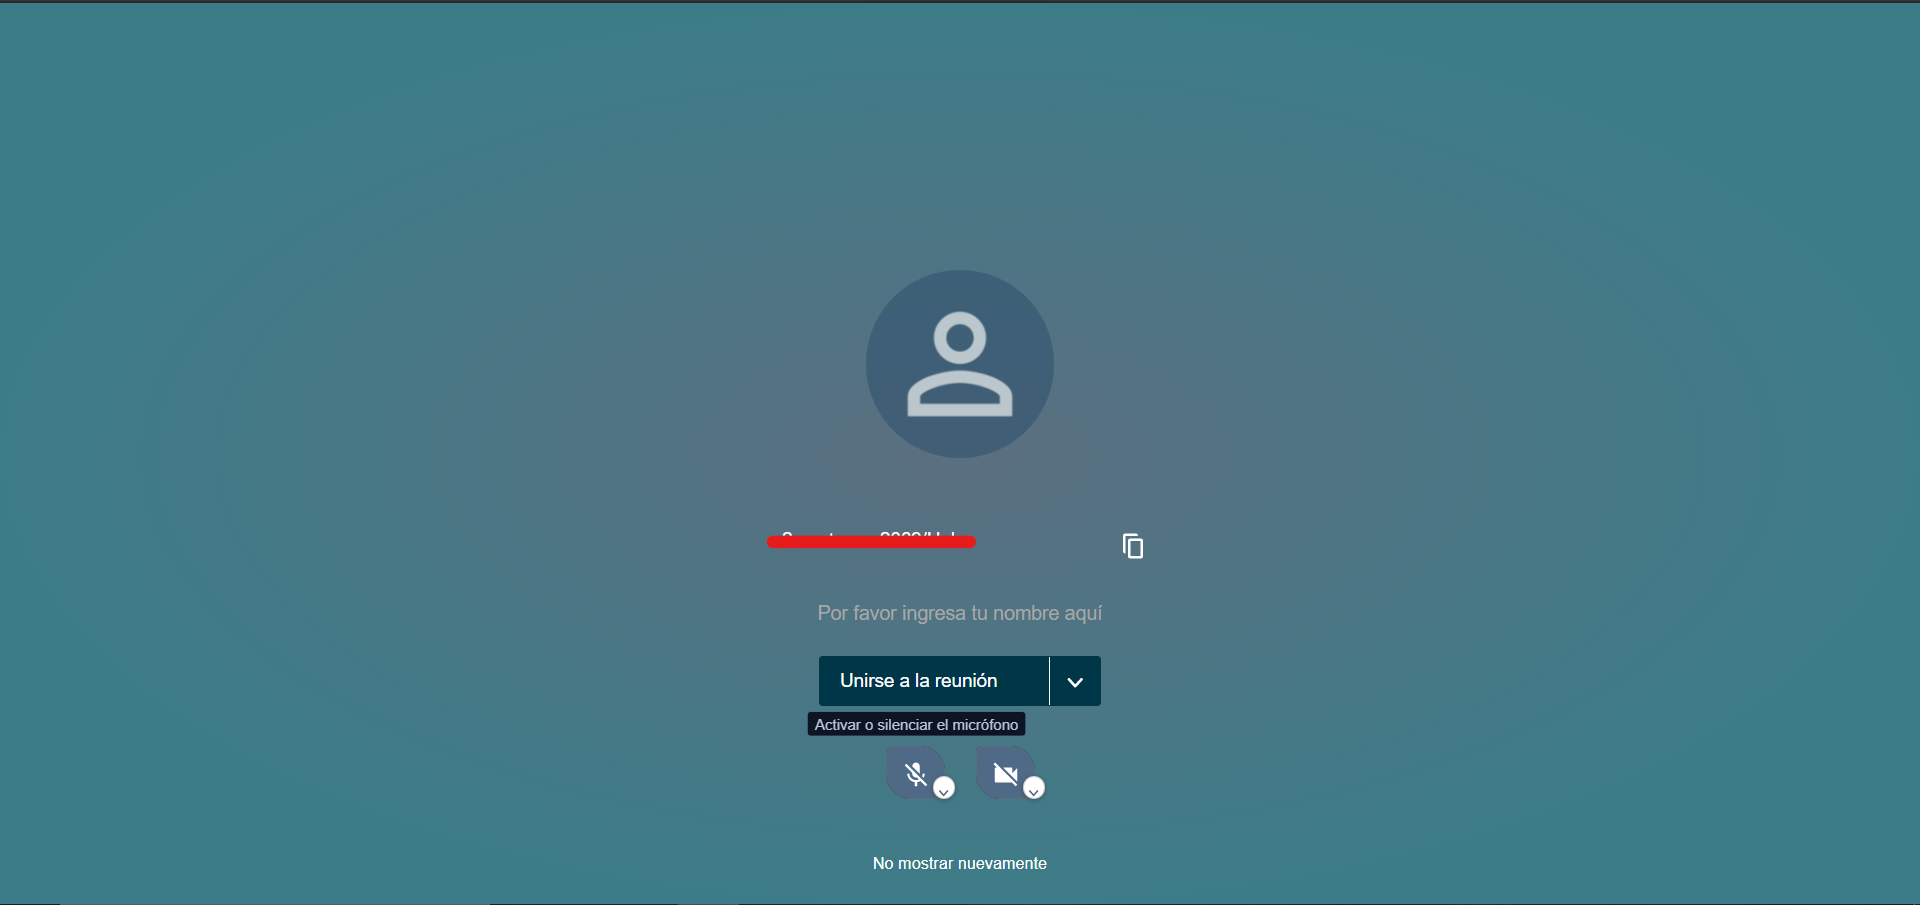 Por favor ingresa tu nombre aquí
Unirse a la reunión
Activar o silenciar el micrófono
No mostrar nuevamente